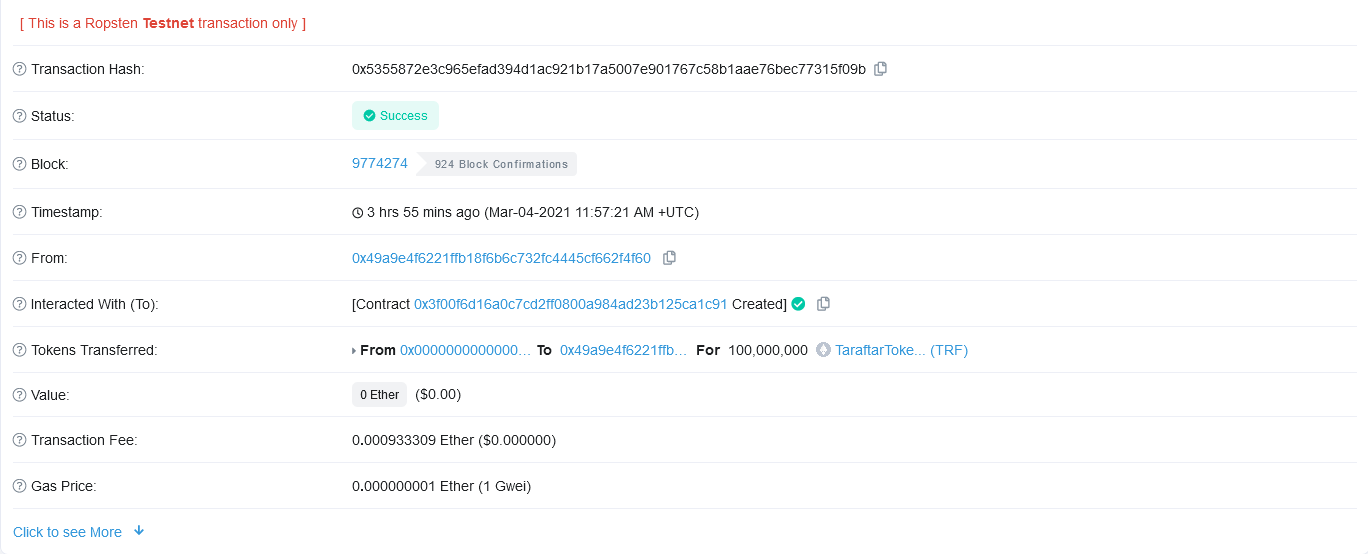 [ This is a Ropsten Testnet transaction only ]
Transaction Hash: 0x5355872e3c965efad394d1ac921b17a5007e901767c58b1aae76bec77315f09b
Status: Success
Block: 9774274 924 Block Confirmations
Timestamp: 3 hrs 55 mins ago (Mar-04-2021 11:57:21 AM +UTC)
From: 0x49a9e4f6221ffb18f6b6c732fc4445cf662f4f60
Interacted With (To): [Contract 0x3f00f6d16a0c7cd2ff0800a984ad23b125ca1c91 Created]
Tokens Transferred: From 0x0000000000000... To 0x49a9e4f6221ffb... For 100,000,000 TaraftarToke... (TRF)
Value: 0 Ether ($0.00)
Transaction Fee: 0.000933309 Ether ($0.000000)
Gas Price: 0.000000001 Ether (1 Gwei)
Click to see More